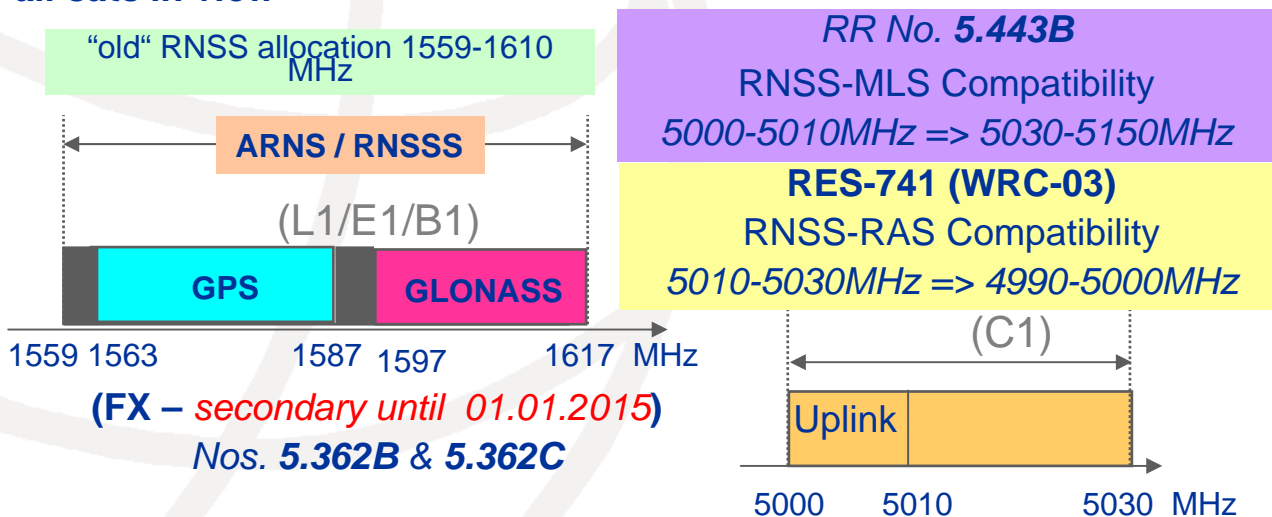 "old" RNSS allocation 1559-1610
MHz
ARNS / RNSSS
(L1/E1/B1)
GPS
GLONASS
1559 1563 1587 1597 1617 MHz
(FX – secondary until 01.01.2015)
Nos. 5.362B & 5.362C
RR No. 5.443B
RNSS-MLS Compatibility
5000-5010MHz => 5030-5150MHz
RES-741 (WRC-03)
RNSS-RAS Compatibility
5010-5030MHz => 4990-5000MHz
(C1)
Uplink
5000 5010 5030 MHz